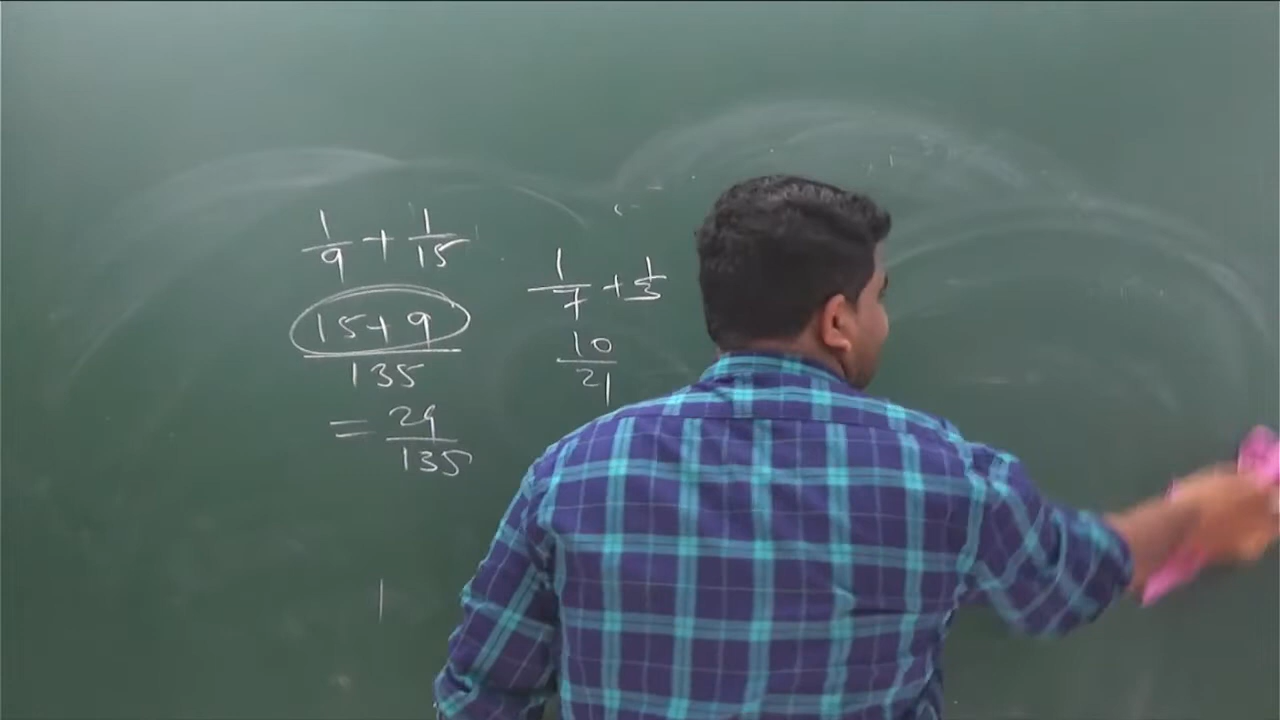 1/9 + 1/15
15+9
135
= 24/135
1/7 + 1/3
10/21